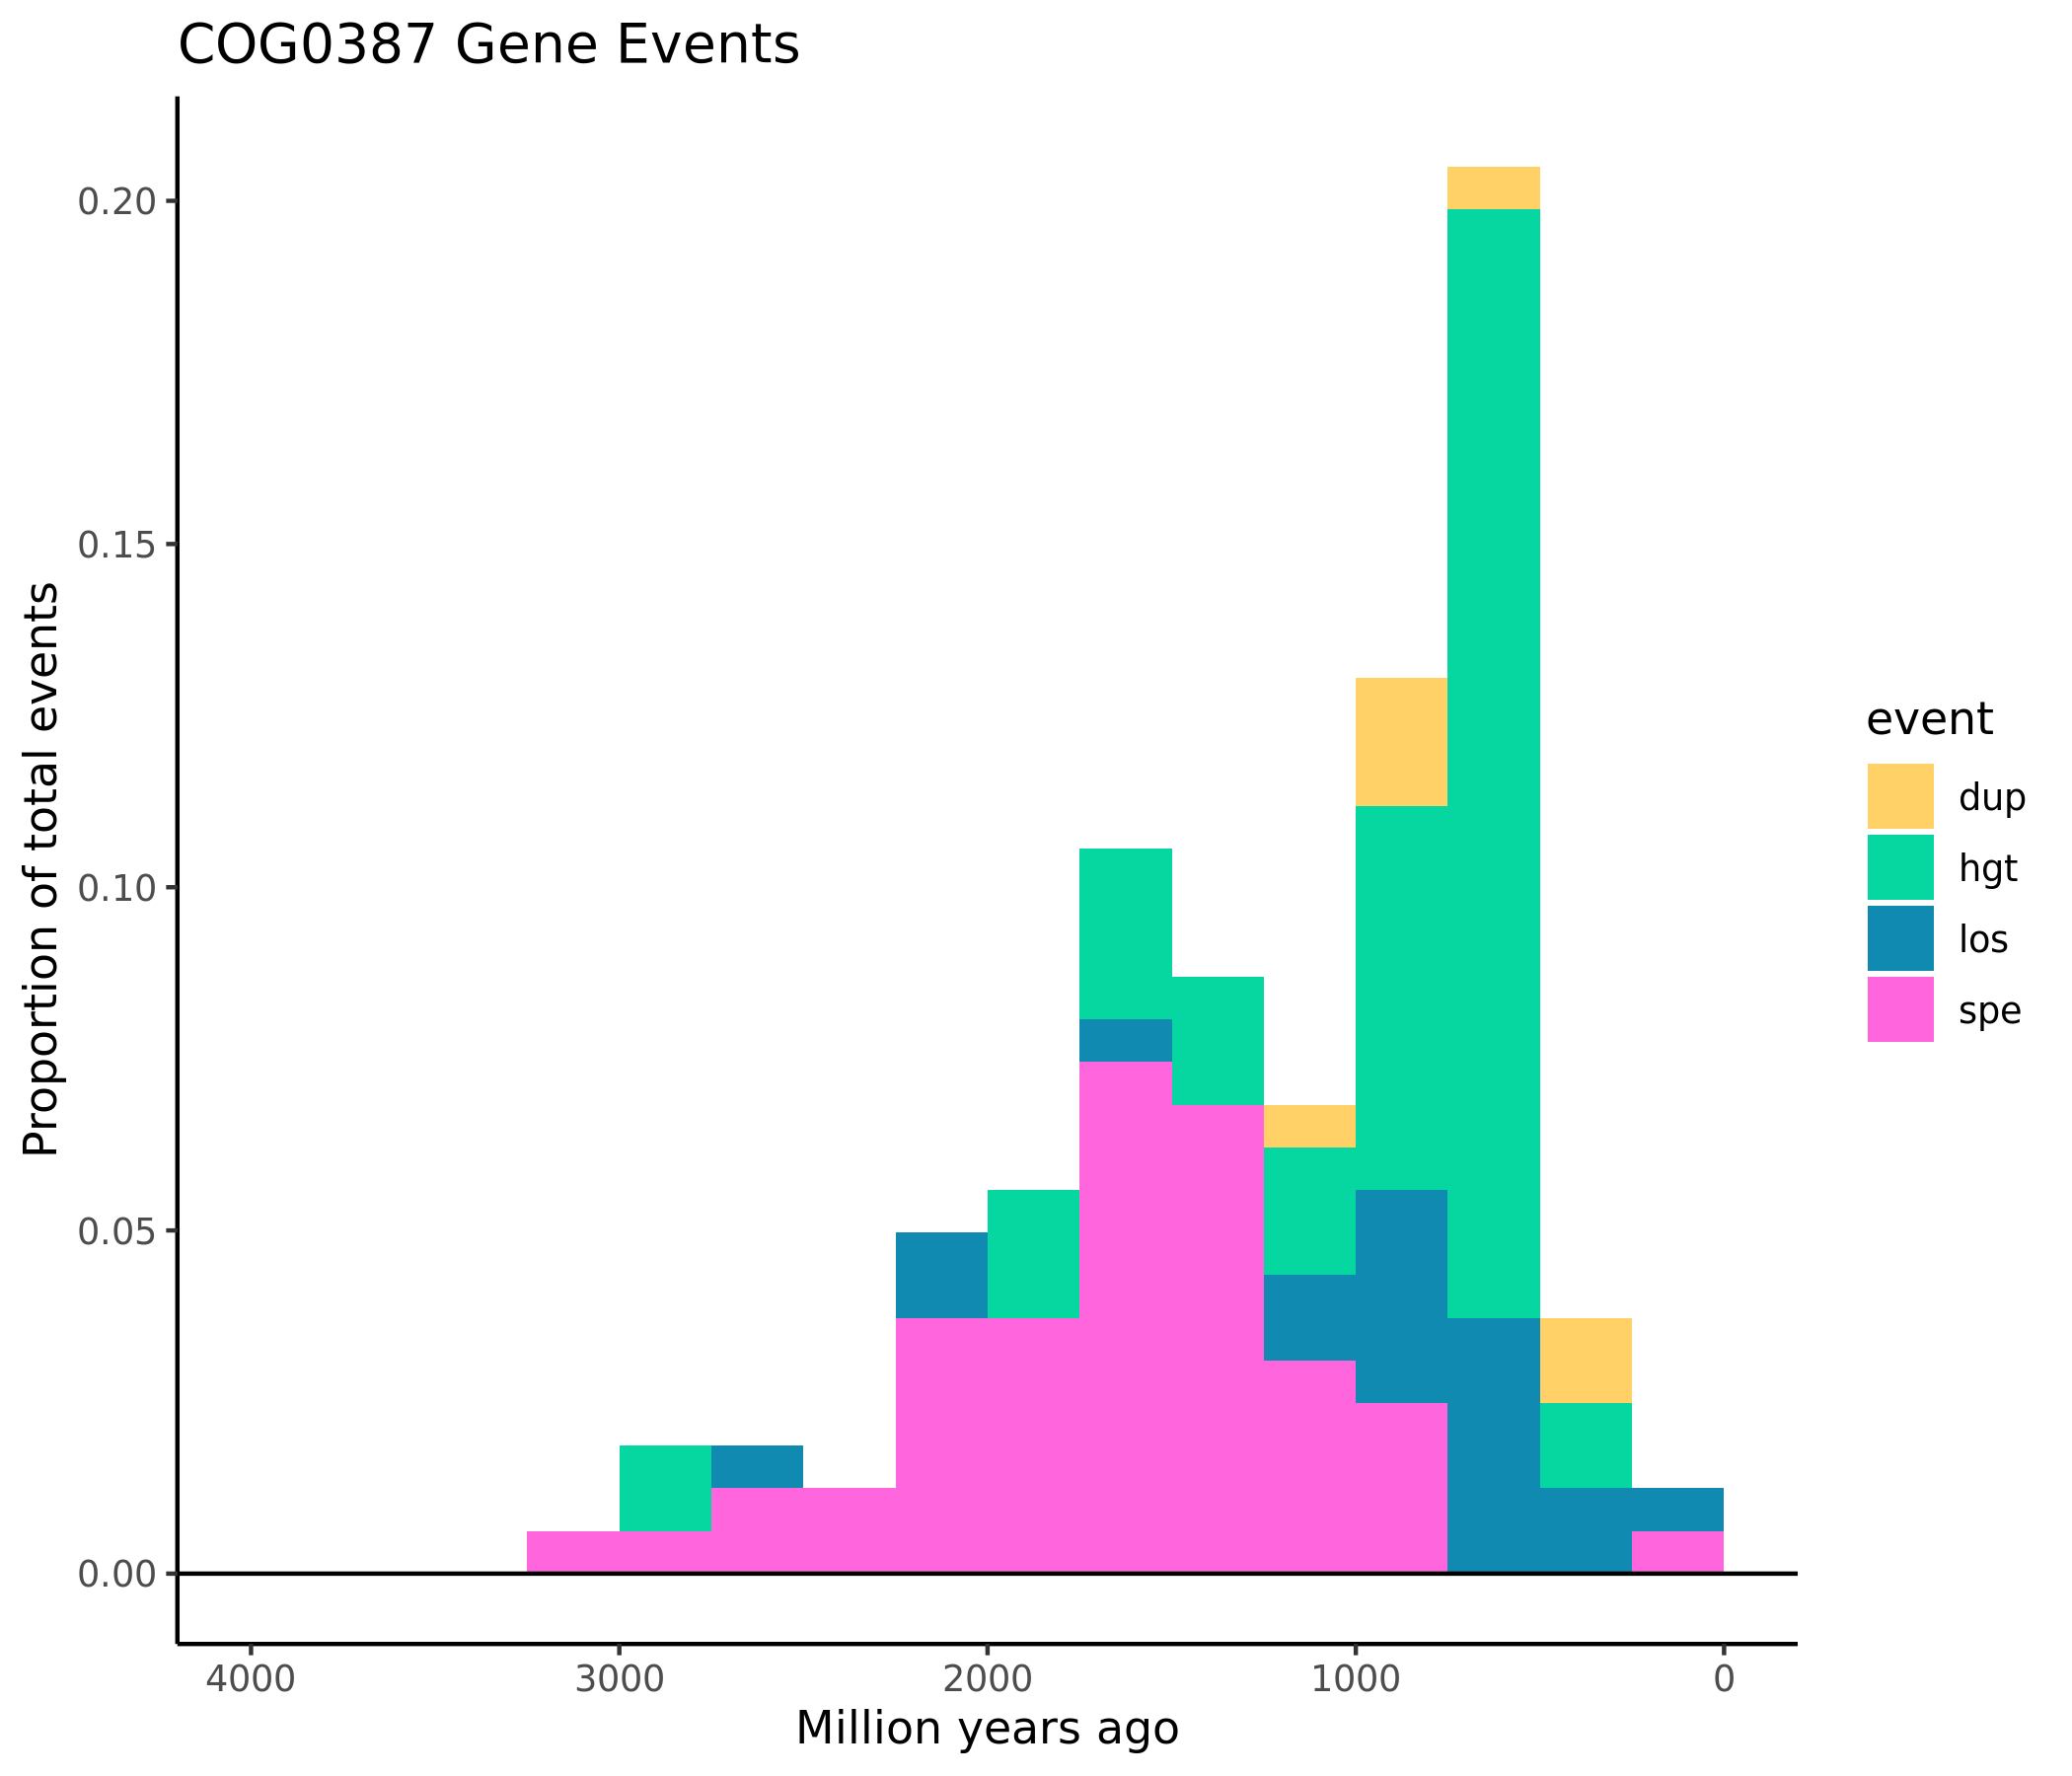 COG0387 Gene Events
Proportion of total events
0.20
0.15
0.10
0.05
0.00
4000
3000
2000
1000
0
Million years ago
event
dup
hgt
los
spe